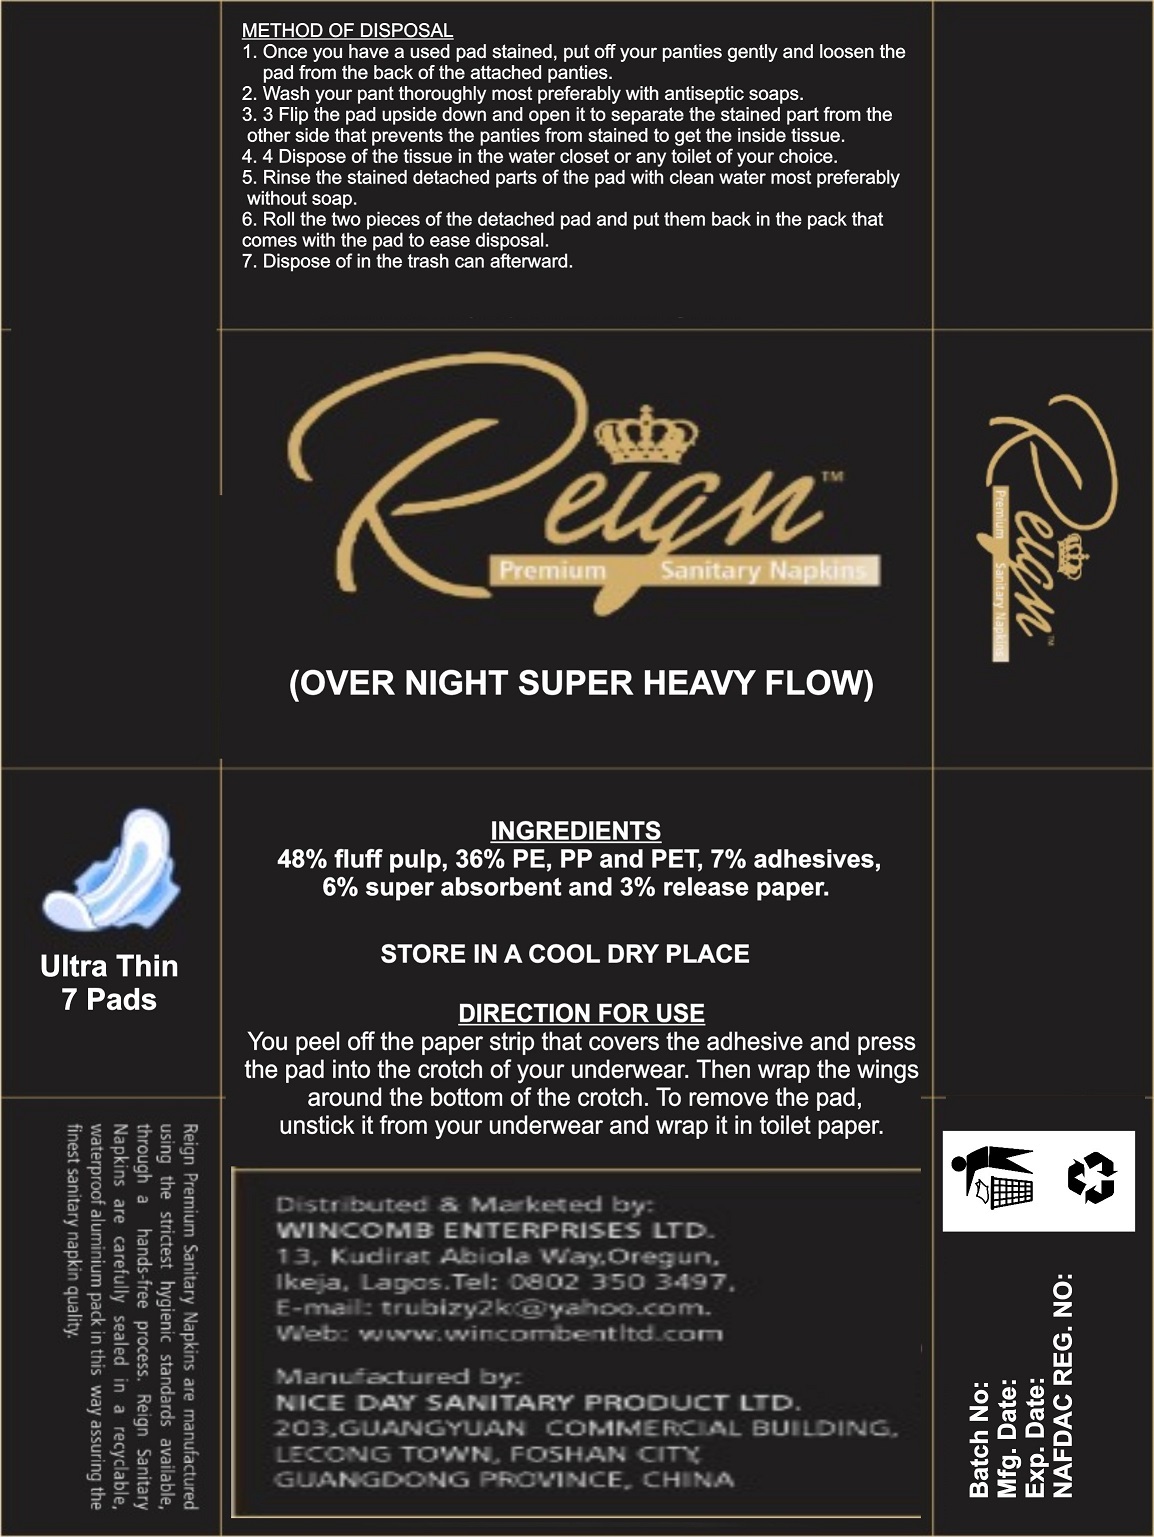 METHOD OF DISPOSAL
1. Once you have a used pad stained, put off your panties gently and loosen the
pad from the back of the attached panties.
2. Wash your pant thoroughly most preferably with antiseptic soaps.
3. 3 Flip the pad upside down and open it to separate the stained part from the
other side that prevents the panties from stained to get the inside tissue.
4. 4 Dispose of the tissue in the water closet or any toilet of your choice.
5. Rinse the stained detached parts of the pad with clean water most preferably
without soap.
6. Roll the two pieces of the detached pad and put them back in the pack that
comes with the pad to ease disposal.
7. Dispose of in the trash can afterward.
Reign™
Premium Sanitary Napkins
(OVER NIGHT SUPER HEAVY FLOW)
Reign™
Premium Sanitary Napkins
Ultra Thin
7 Pads
INGREDIENTS
48% fluff pulp, 36% PE, PP and PET, 7% adhesives,
6% super absorbent and 3% release paper.
STORE IN A COOL DRY PLACE
DIRECTION FOR USE
You peel off the paper strip that covers the adhesive and press
the pad into the crotch of your underwear. Then wrap the wings
around the bottom of the crotch. To remove the pad,
unstick it from your underwear and wrap it in toilet paper.
Reign Premium Sanitary Napkins are manufactured
using the strictest hygienic standards available,
through a hands-free process. Reign Sanitary
Napkins are carefully sealed in a recyclable,
waterproof aluminium pack in this way assuring the
finest sanitary napkin quality.
Distributed & Marketed by:
WINCOMB ENTERPRISES LTD.
13, Kudirat Abiola Way,Oregun,
Ikeja, Lagos.Tel: 0802 350 3497,
E-mail: trubizy2k@yahoo.com.
Web: www.wincombentltd.com
Manufactured by:
NICE DAY SANITARY PRODUCT LTD.
203,GUANGYUAN COMMERCIAL BUILDING,
LECONG TOWN, FOSHAN CITY,
GUANGDONG PROVINCE, CHINA
Batch No:
Mfg. Date:
Exp. Date:
NAFDAC REG. NO: